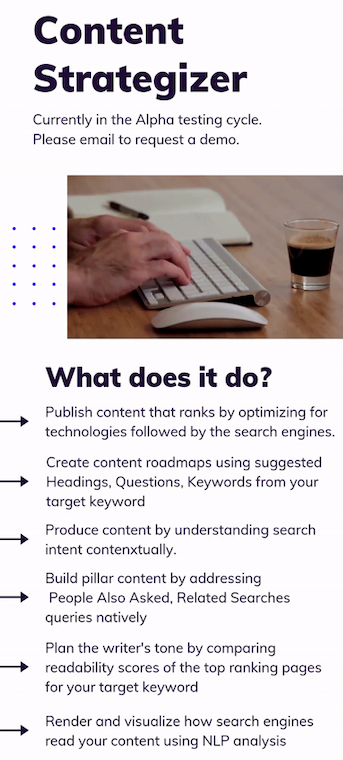 Content
Strategizer
Currently in the Alpha testing cycle.
Please email to request a demo.
What does it do?
Publish content that ranks by optimizing for
technologies followed by the search engines.
Create content roadmaps using suggested
Headings, Questions, Keywords from your
target keyword
Produce content by understanding search
intent contenxtually.
Build pillar content by addressing
People Also Asked, Related Searches
queries natively
Plan the writer's tone by comparing
readability scores of the top ranking pages
for your target keyword
Render and visualize how search engines
read your content using NLP analysis